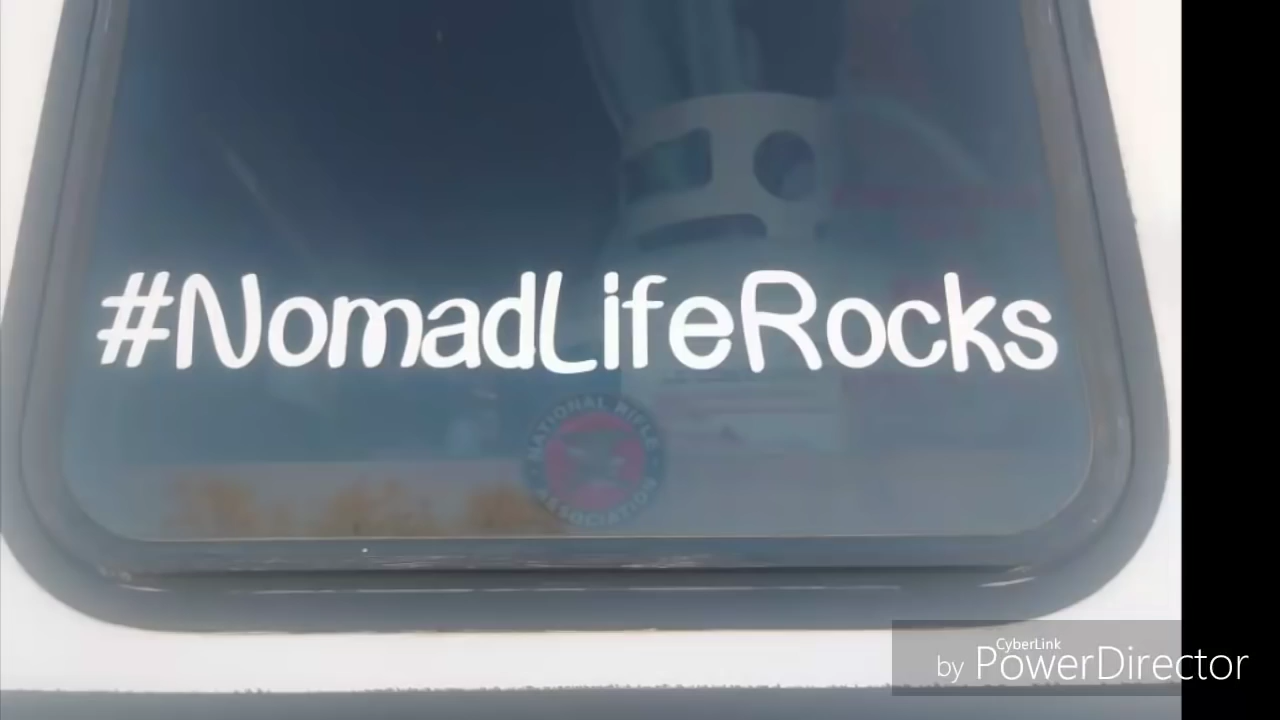 #NomadLifeRocks
NATIONAL RIFLE
ASSOCIATION
CyberLink
by PowerDirector